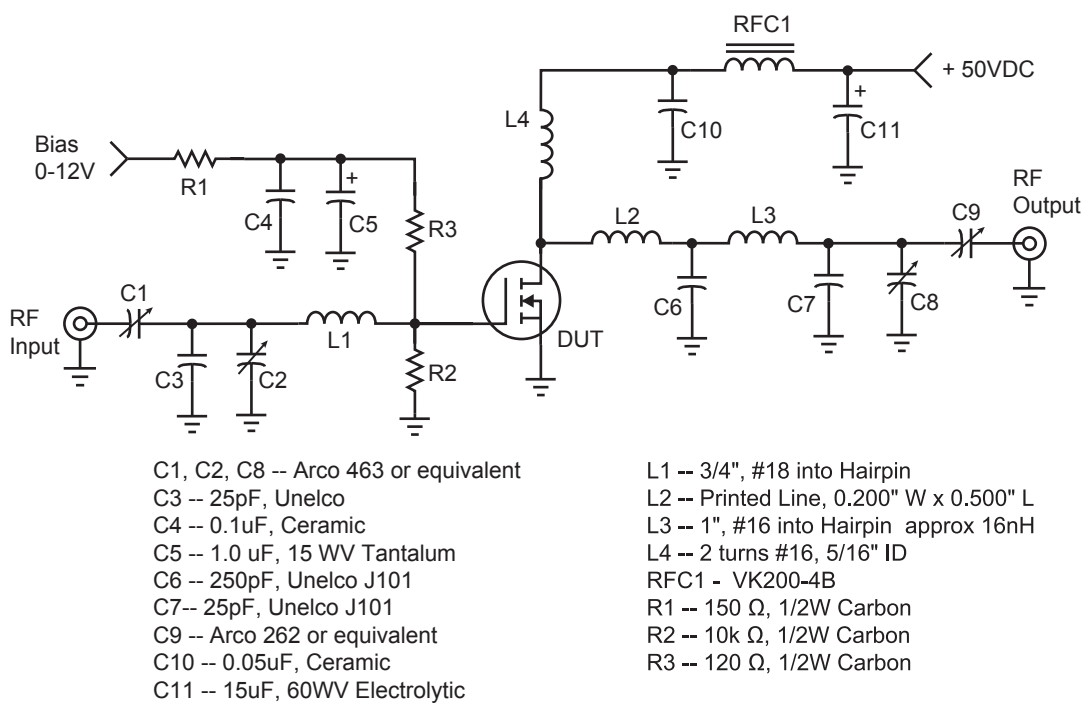 RFC1
+ 50VDC
L4
C10
+
C11
Bias
0-12V
R1
C4
+
C5
R3
RF
Output
L2
L3
C9
C6
C7
C8
RF
Input
C1
L1
DUT
C3
C2
R2
C1, C2, C8 -- Arco 463 or equivalent
C3 -- 25pF, Unelco
C4 -- 0.1uF, Ceramic
C5 -- 1.0 uF, 15 WV Tantalum
C6 -- 250pF, Unelco J101
C7-- 25pF, Unelco J101
C9 -- Arco 262 or equivalent
C10 -- 0.05uF, Ceramic
C11 -- 15uF, 60WV Electrolytic
L1 -- 3/4", #18 into Hairpin
L2 -- Printed Line, 0.200" W x 0.500" L
L3 -- 1", #16 into Hairpin approx 16nH
L4 -- 2 turns #16, 5/16" ID
RFC1 - VK200-4B
R1 -- 150 Ω, 1/2W Carbon
R2 -- 10k Ω, 1/2W Carbon
R3 -- 120 Ω, 1/2W Carbon